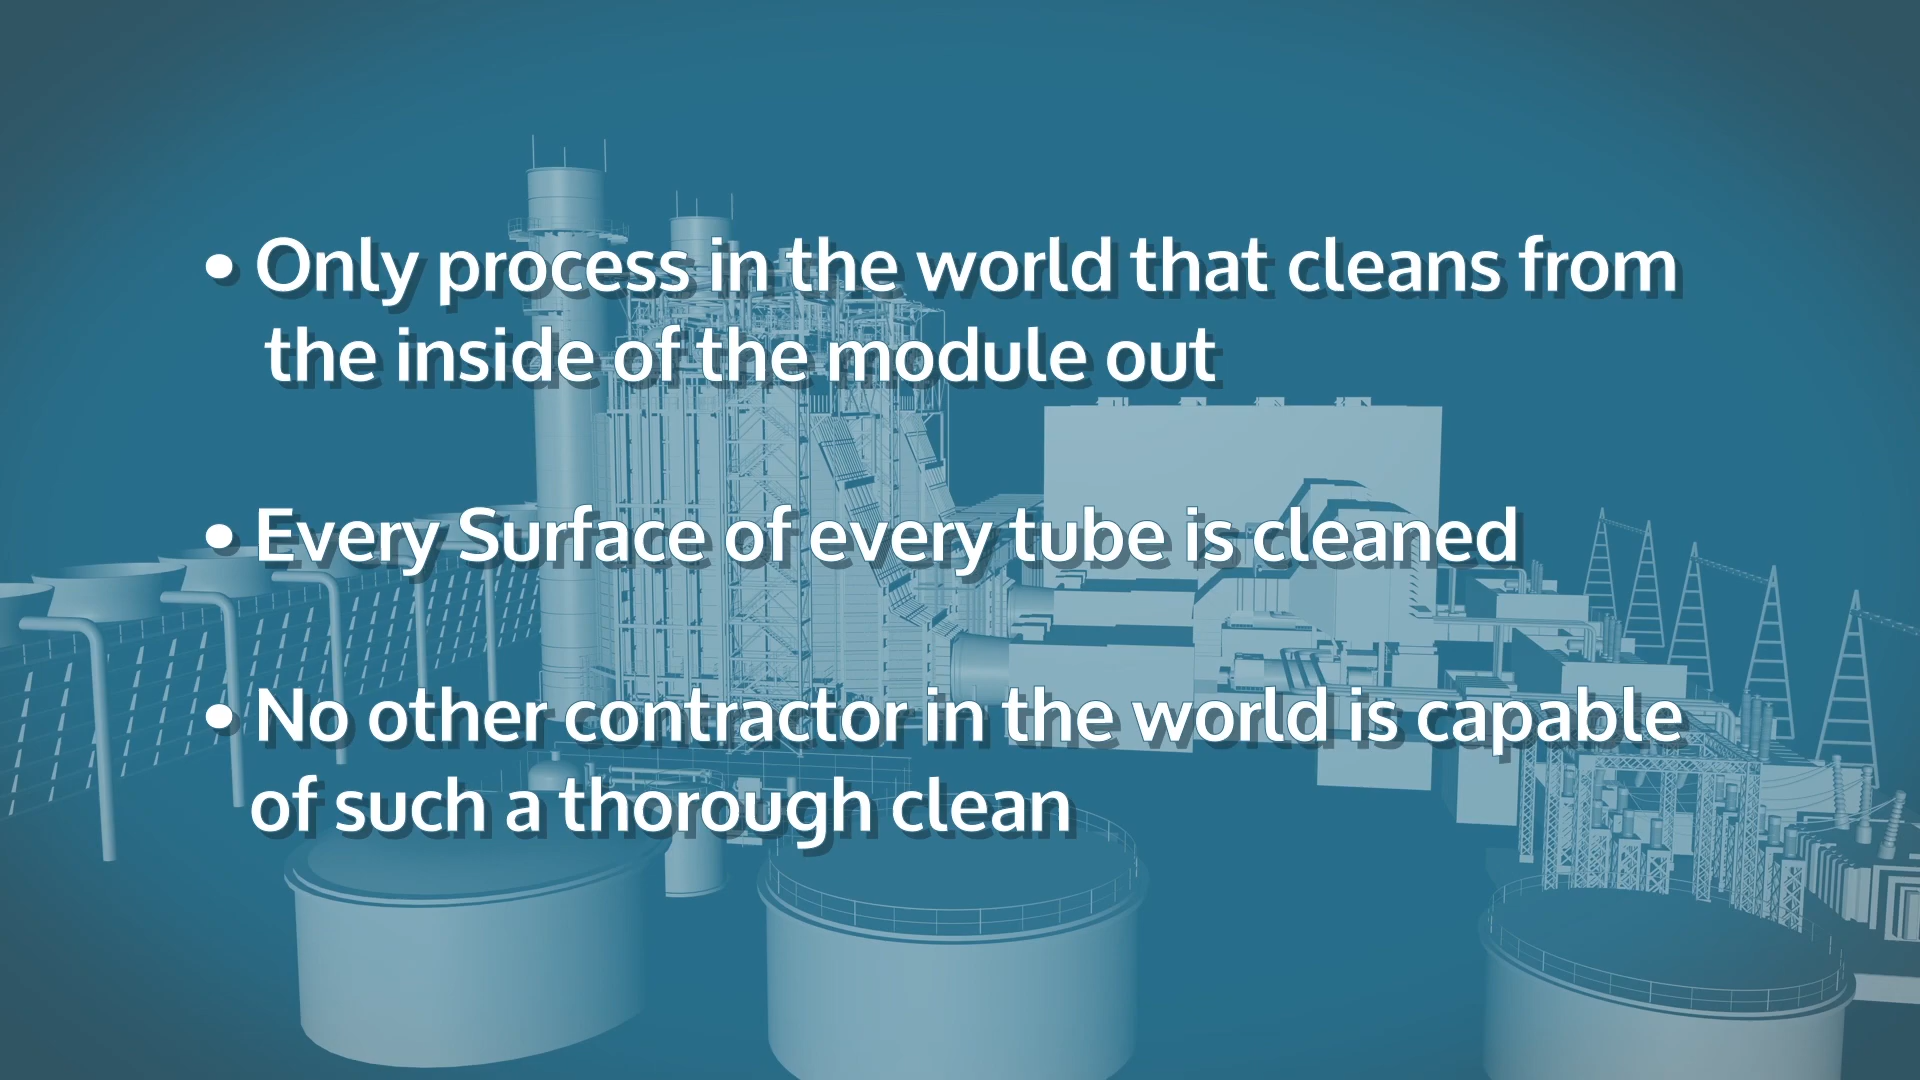 • Only process in the world that cleans from
the inside of the module out
• Every Surface of every tube is cleaned
• No other contractor in the world is capable
of such a thorough clean